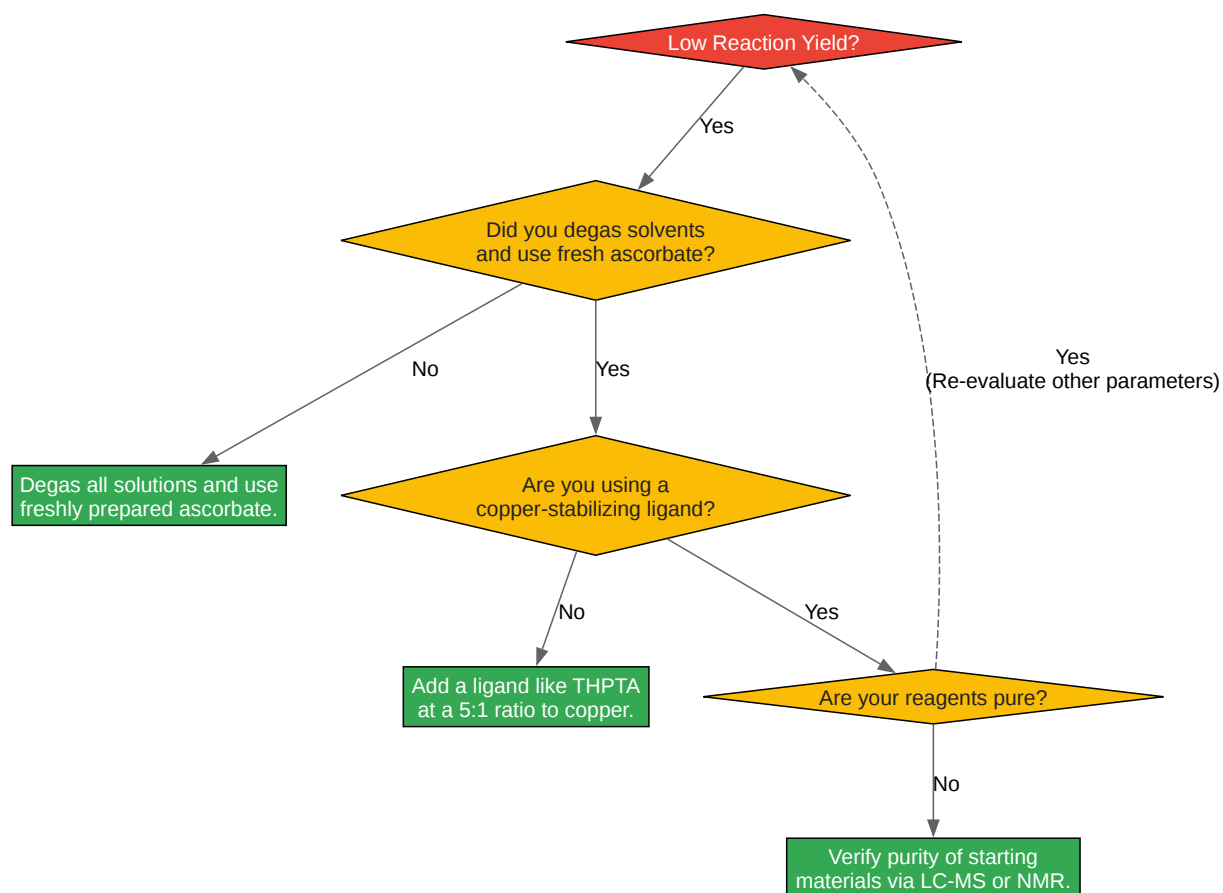 Low Reaction Yield?
Yes
Did you degas solvents
and use fresh ascorbate?
No
Yes
Yes
(Re-evaluate other parameters)
Degas all solutions and use
freshly prepared ascorbate.
Are you using a
copper-stabilizing ligand?
No
Yes
Add a ligand like THPTA
at a 5:1 ratio to copper.
Are your reagents pure?
No
Verify purity of starting
materials via LC-MS or NMR.